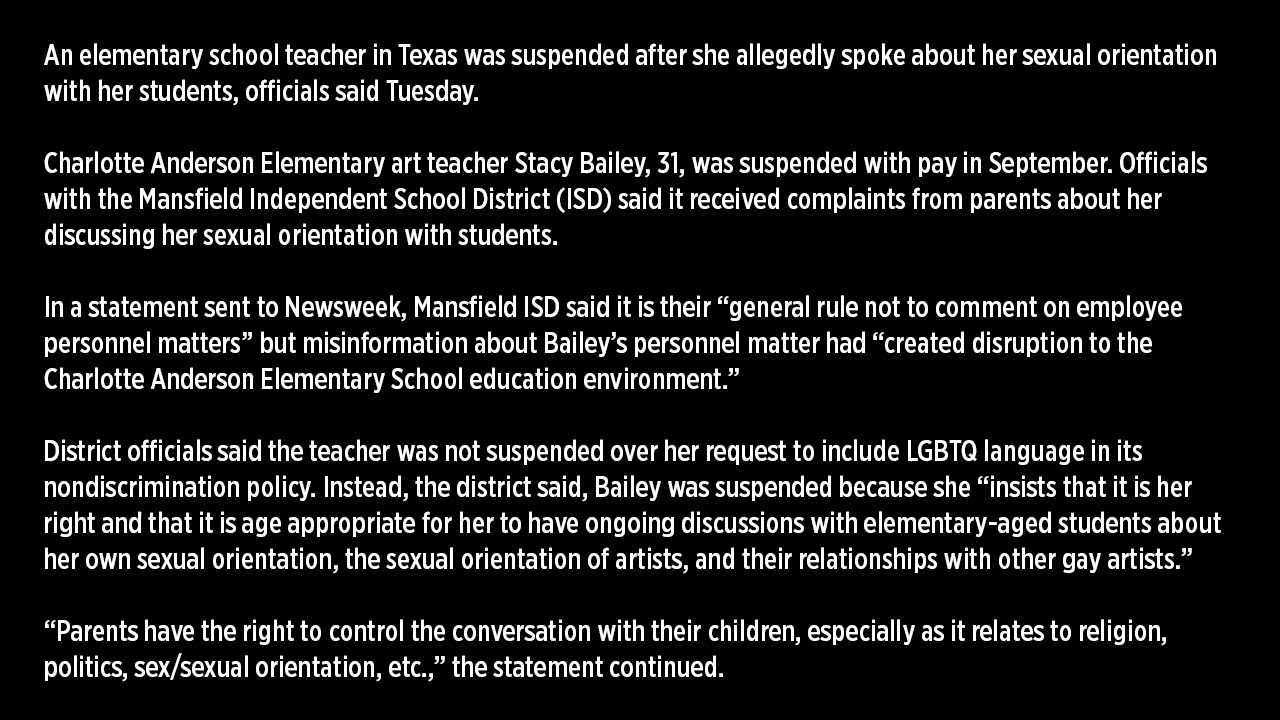 An elementary school teacher in Texas was suspended after she allegedly spoke about her sexual orientation
with her students, officials said Tuesday.
Charlotte Anderson Elementary art teacher Stacy Bailey, 31, was suspended with pay in September. Officials
with the Mansfield Independent School District (ISD) said it received complaints from parents about her
discussing her sexual orientation with students.
In a statement sent to Newsweek, Mansfield ISD said it is their “general rule not to comment on employee
personnel matters” but misinformation about Bailey’s personnel matter had “created disruption to the
Charlotte Anderson Elementary School education environment.”
District officials said the teacher was not suspended over her request to include LGBTQ language in its
nondiscrimination policy. Instead, the district said, Bailey was suspended because she “insists that it is her
right and that it is age appropriate for her to have ongoing discussions with elementary-aged students about
her own sexual orientation, the sexual orientation of artists, and their relationships with other gay artists.”
“Parents have the right to control the conversation with their children, especially as it relates to religion,
politics, sex/sexual orientation, etc.,” the statement continued.